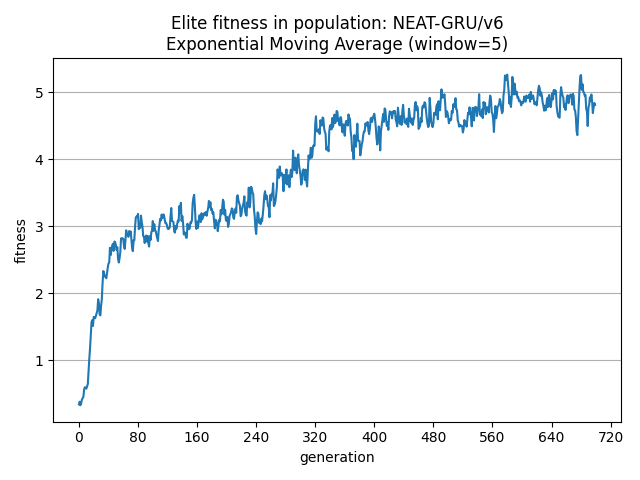 Elite fitness in population: NEAT-GRU/v6
Exponential Moving Average (window=5)
fitness
5
4
3
2
1
0 80 160 240 320 400 480 560 640 720
generation